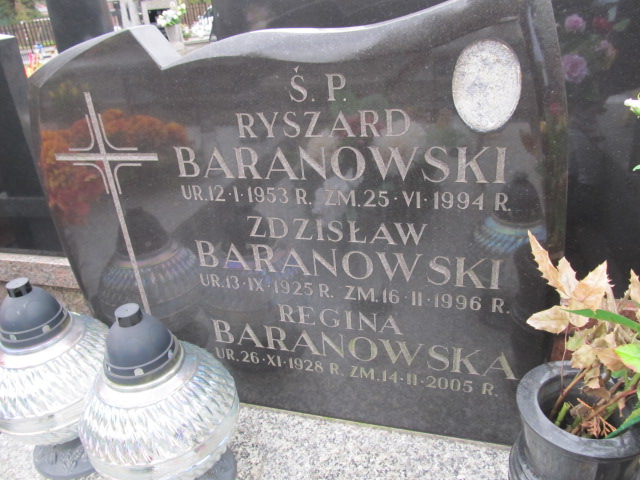 Ś. P.
RYSZARD
BARANOWSKI
UR.12·I·1953 R. ZM.25·VI·1994 R.
ZDZISŁAW
BARANOWSKI
UR.13·IX·1925 R. ZM.16·II·1996 R.
REGINA
BARANOWSKA
UR.26·XI·1928 R. ZM.14·II·2005 R.